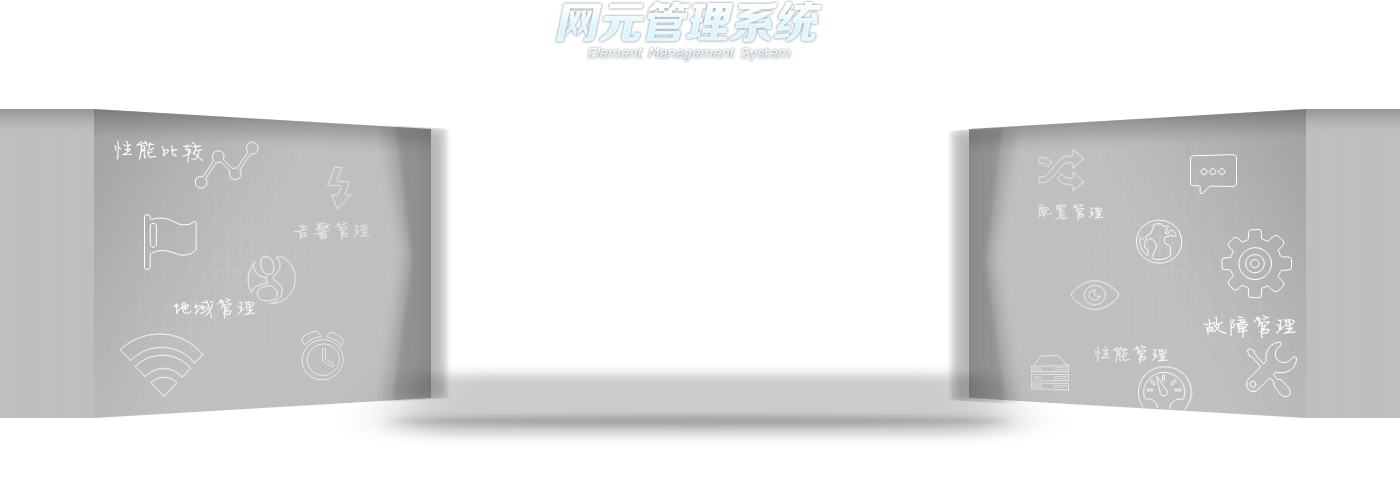 网元管理系统
Element Management System
性能比较
告警管理
地域管理
配置管理
故障管理
性能管理